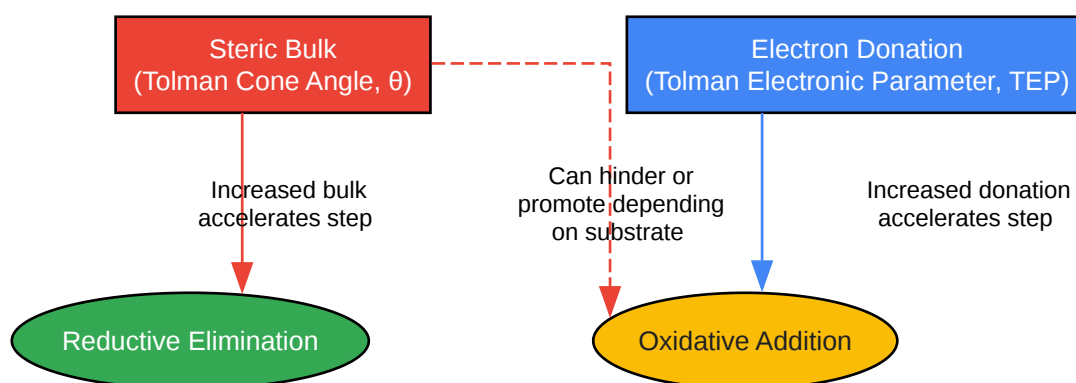 Steric Bulk
(Tolman Cone Angle, θ)
Electron Donation
(Tolman Electronic Parameter, TEP)
Increased bulk
accelerates step
Can hinder or
promote depending
on substrate
Increased donation
accelerates step
Reductive Elimination
Oxidative Addition